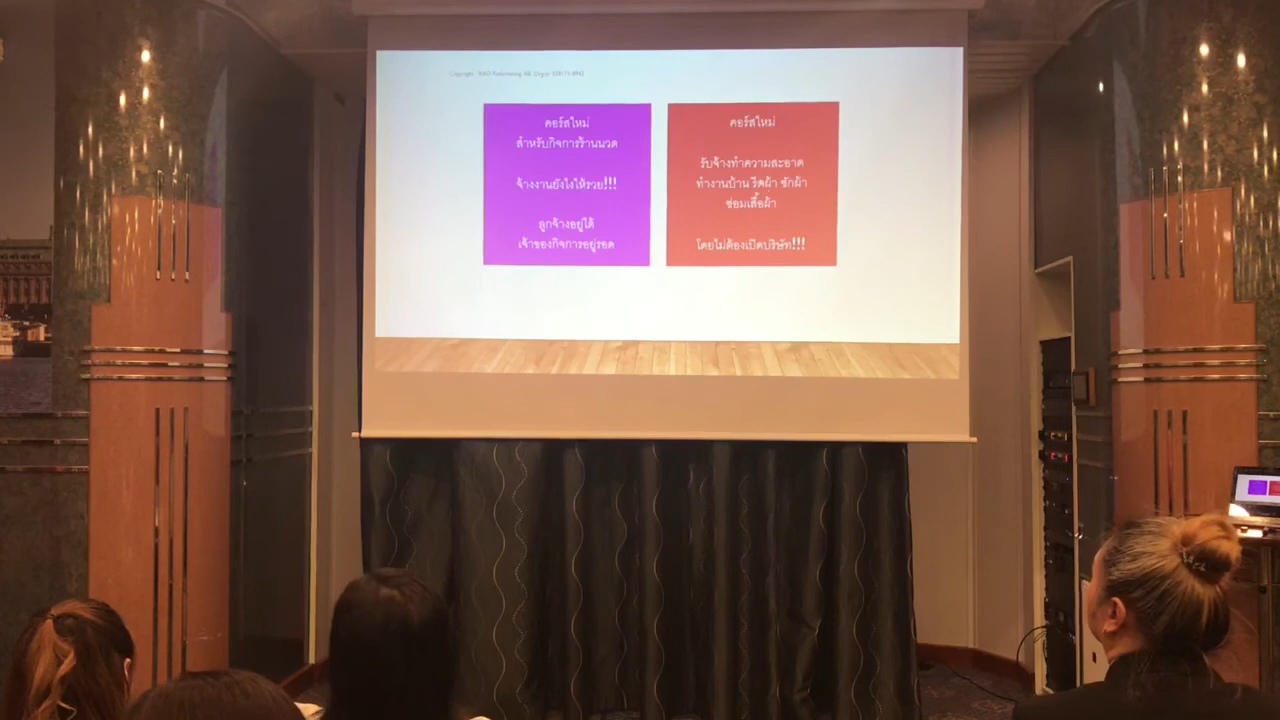 Copyright
คอร์สใหม่
สำหรับกิจการร้านนวด
จ้างงานยังไงให้รวย!!!
ลูกจ้างอยู่ได้
เจ้าของกิจการอยู่รอด
คอร์สใหม่
รับจ้างทำความสะอาด
ทำงานบ้าน รีดผ้า ซักผ้า
ซ่อมเสื้อผ้า
โดยไม่ต้องเปิดบริษัท!!!